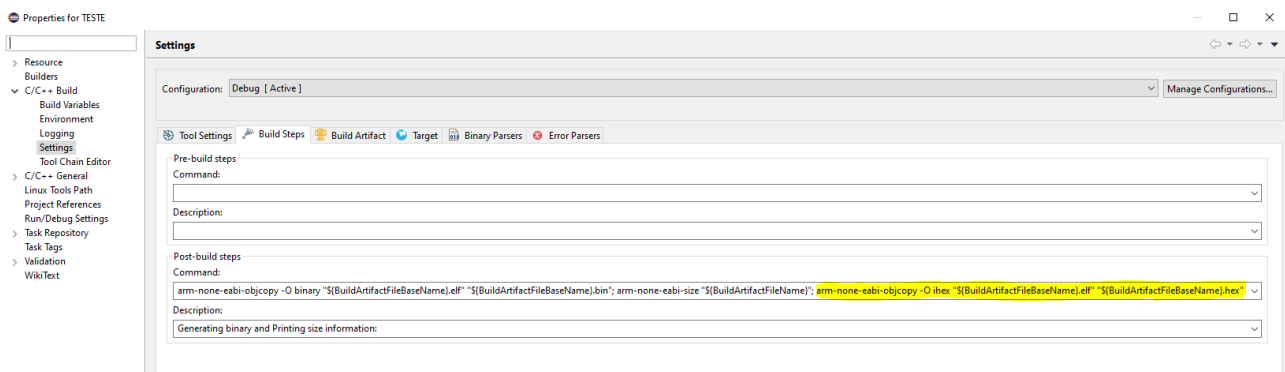 Properties for TESTE
Settings
Resource
Builders
C/C++ Build
Build Variables
Environment
Logging
Settings
Tool Chain Editor
C/C++ General
Linux Tools Path
Project References
Run/Debug Settings
Task Repository
Task Tags
Validation
WikiText
Configuration: Debug [ Active ] Manage Configurations...
Tool Settings Build Steps Build Artifact Target Binary Parsers Error Parsers
Pre-build steps
Command:
Description:
Post-build steps
Command:
arm-none-eabi-objcopy -O binary "${BuildArtifactFileBaseName}.elf" "${BuildArtifactFileBaseName}.bin"; arm-none-eabi-size "${BuildArtifactFileName}"; arm-none-eabi-objcopy -O ihex "${BuildArtifactFileBaseName}.elf" "${BuildArtifactFileBaseName}.hex"
Description:
Generating binary and Printing size information: